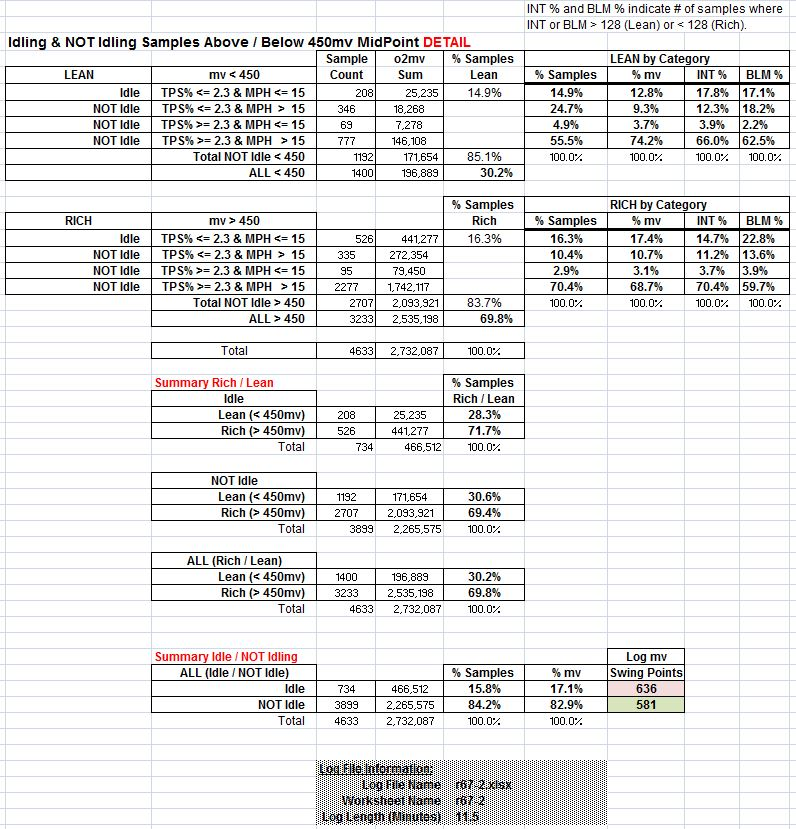 INT % and BLM % indicate # of samples where
INT or BLM > 128 (Lean) or < 128 (Rich).
Idling & NOT Idling Samples Above / Below 450mv MidPoint DETAIL
Sample o2mv % Samples LEAN by Category
LEAN mv < 450 Count Sum Lean % Samples % mv INT % BLM %
Idle TPS% <= 2.3 & MPH <= 15 208 25,235 14.9% 14.9% 12.8% 17.8% 17.1%
NOT Idle TPS% <= 2.3 & MPH > 15 346 18,268 24.7% 9.3% 12.3% 18.2%
NOT Idle TPS% >= 2.3 & MPH <= 15 69 7,278 4.9% 3.7% 3.9% 2.2%
NOT Idle TPS% >= 2.3 & MPH > 15 777 146,108 55.5% 74.2% 66.0% 62.5%
Total NOT Idle < 450 1192 171,654 85.1% 100.0% 100.0% 100.0% 100.0%
ALL < 450 1400 196,889 30.2%
% Samples RICH by Category
RICH mv > 450 Rich % Samples % mv INT % BLM %
Idle TPS% <= 2.3 & MPH <= 15 526 441,277 16.3% 16.3% 17.4% 14.7% 22.8%
NOT Idle TPS% <= 2.3 & MPH > 15 335 272,354 10.4% 10.7% 11.2% 13.6%
NOT Idle TPS% >= 2.3 & MPH <= 15 95 79,450 2.9% 3.1% 3.7% 3.9%
NOT Idle TPS% >= 2.3 & MPH > 15 2277 1,742,117 70.4% 68.7% 70.4% 59.7%
Total NOT Idle > 450 2707 2,093,921 83.7% 100.0% 100.0% 100.0% 100.0%
ALL > 450 3233 2,535,198 69.8%
Total 4633 2,732,087 100.0%
Summary Rich / Lean % Samples
Idle Rich / Lean
Lean (< 450mv) 208 25,235 28.3%
Rich (> 450mv) 526 441,277 71.7%
Total 734 466,512 100.0%
NOT Idle
Lean (< 450mv) 1192 171,654 30.6%
Rich (> 450mv) 2707 2,093,921 69.4%
Total 3899 2,265,575 100.0%
ALL (Rich / Lean)
Lean (< 450mv) 1400 196,889 30.2%
Rich (> 450mv) 3233 2,535,198 69.8%
Total 4633 2,732,087 100.0%
Summary Idle / NOT Idling Log mv
ALL (Idle / NOT Idle) % Samples % mv Swing Points
Idle 734 466,512 15.8% 17.1% 636
NOT Idle 3899 2,265,575 84.2% 82.9% 581
Total 4633 2,732,087 100.0% 100.0%
Log File Information:
Log File Name r67-2.xlsx
Worksheet Name r67-2
Log Length (Minutes) 11.5